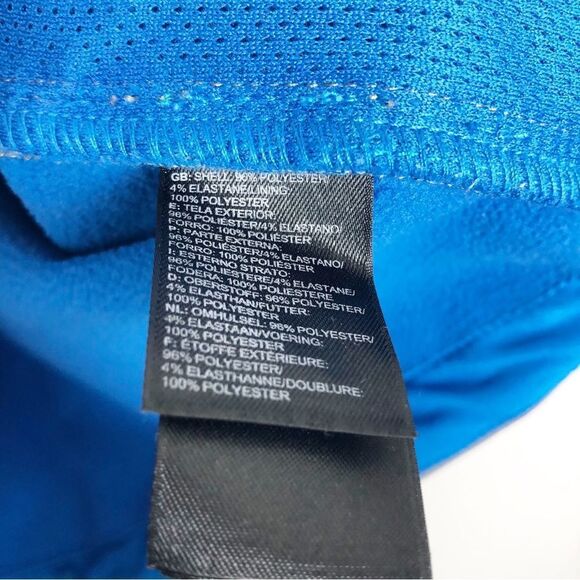 GB: SHELL: 96% POLYESTER/
4% ELASTANE/LINING:
100% POLYESTER
E: TELA EXTERIOR:
96% POLIÉSTER/4% ELASTANO/
FORRO: 100% POLIÉSTER
P: PARTE EXTERNA:
96% POLIÉSTER/4% ELASTANO/
FORRO: 100% POLIÉSTER
I: ESTERNO STRATO:
96% POLIESTERE/4% ELASTAN/
FODERA: 100% POLIESTERE
D: OBERSTOFF: 96% POLYESTER/
4% ELASTHAN/FUTTER:
100% POLYESTER
NL: OMHULSEL: 96% POLYESTER/
4% ELASTAAN/VOERING:
100% POLYESTER
F: ÉTOFFE EXTÉRIEURE:
96% POLYESTER/
4% ELASTHANNE/DOUBLURE:
100% POLYESTER